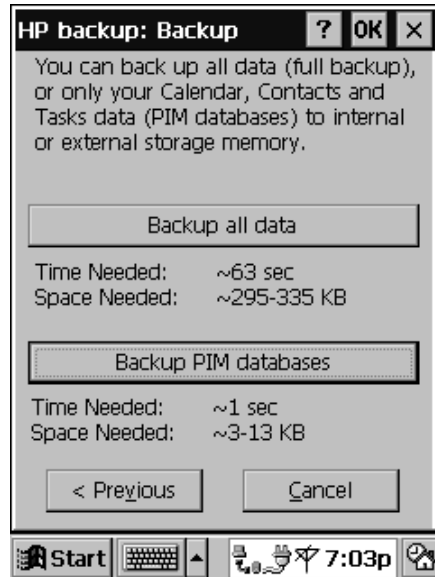 HP backup: Backup ? OK ×
You can back up all data (full backup),
or only your Calendar, Contacts and
Tasks data (PIM databases) to internal
or external storage memory.
Backup all data
Time Needed: ~63 sec
Space Needed: ~295-335 KB
Backup PIM databases
Time Needed: ~1 sec
Space Needed: ~3-13 KB
< Previous Cancel
Start 7:03p